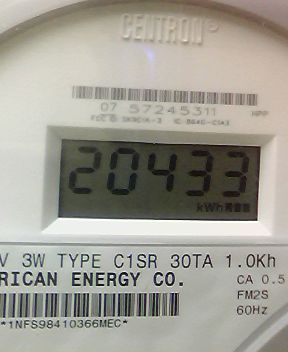 CENTRON®
07 57245311 HPP
20433
kWh
V 3W TYPE C1SR 30TA 1.0Kh
RICAN ENERGY CO. CA 0.5
FM2S
*1NFS98410366MEC* 60Hz